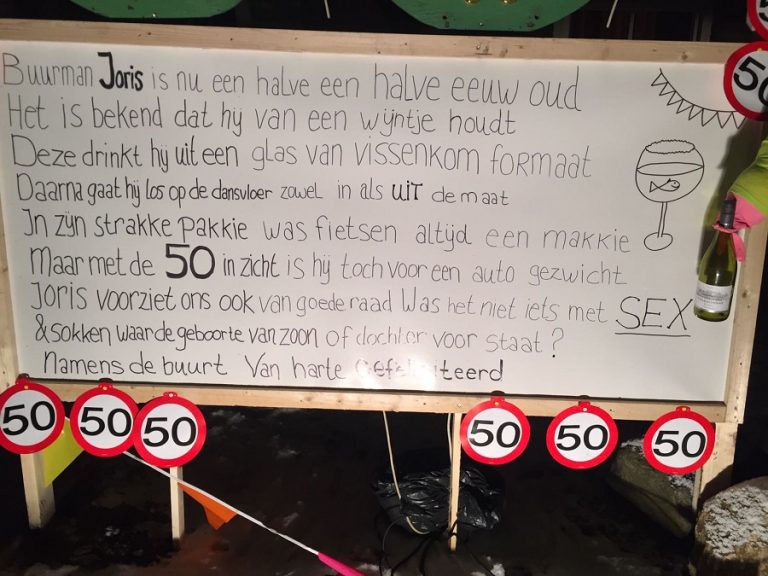 Buurman Joris is nu een halve een halve eeuw oud
Het is bekend dat hij van een wijntje houdt
Deze drinkt hij uit een glas van vissenkom formaat
Daarna gaat hij los op de dansvloer zowel in als uit de maat
In zijn strakke pakkie was fietsen altijd een makkie
Maar met de 50 in zicht is hij toch voor een auto gezwicht
Joris voorziet ons ook van goede raad Was het niet iets met SEX
& sokken waar de geboorte van zoon of dochter voor staat?
Namens de buurt Van harte Gefeliciteerd
50
50
50
50
50
50
50